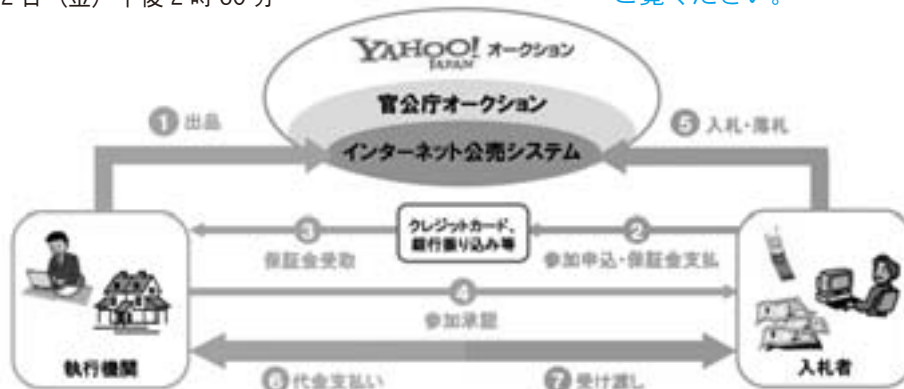 2日（金）午後2時
ご覧ください。
YAHOO! オークション
JAPAN
官公庁オークション
インターネット公売システム
① 出品
⑤ 入札・落札
クレジットカード、
銀行振り込み等
③
保証金受取
②
参加申込・保証金支払
④
参加承認
執行機関
入札者
⑥ 代金支払い
⑦ 受け渡し